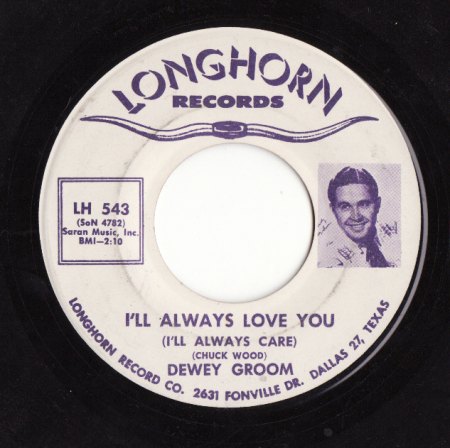 LONGHORN
RECORDS
LH 543
(SoN 4782)
Saran Music, Inc.
BMI—2:10
I'LL ALWAYS LOVE YOU
(I'LL ALWAYS CARE)
(CHUCK WOOD)
DEWEY GROOM
LONGHORN RECORD CO. 2631 FONVILLE DR. DALLAS 27, TEXAS